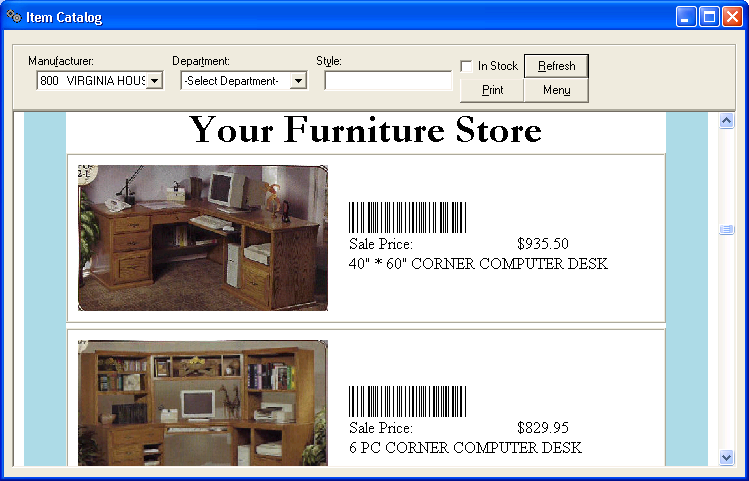 Item Catalog
Manufacturer: Department: Style:
In Stock Refresh
800 VIRGINIA HOUS -Select Department-
Print Menu
Your Furniture Store
Sale Price: $935.50
40" * 60" CORNER COMPUTER DESK
Sale Price: $829.95
6 PC CORNER COMPUTER DESK